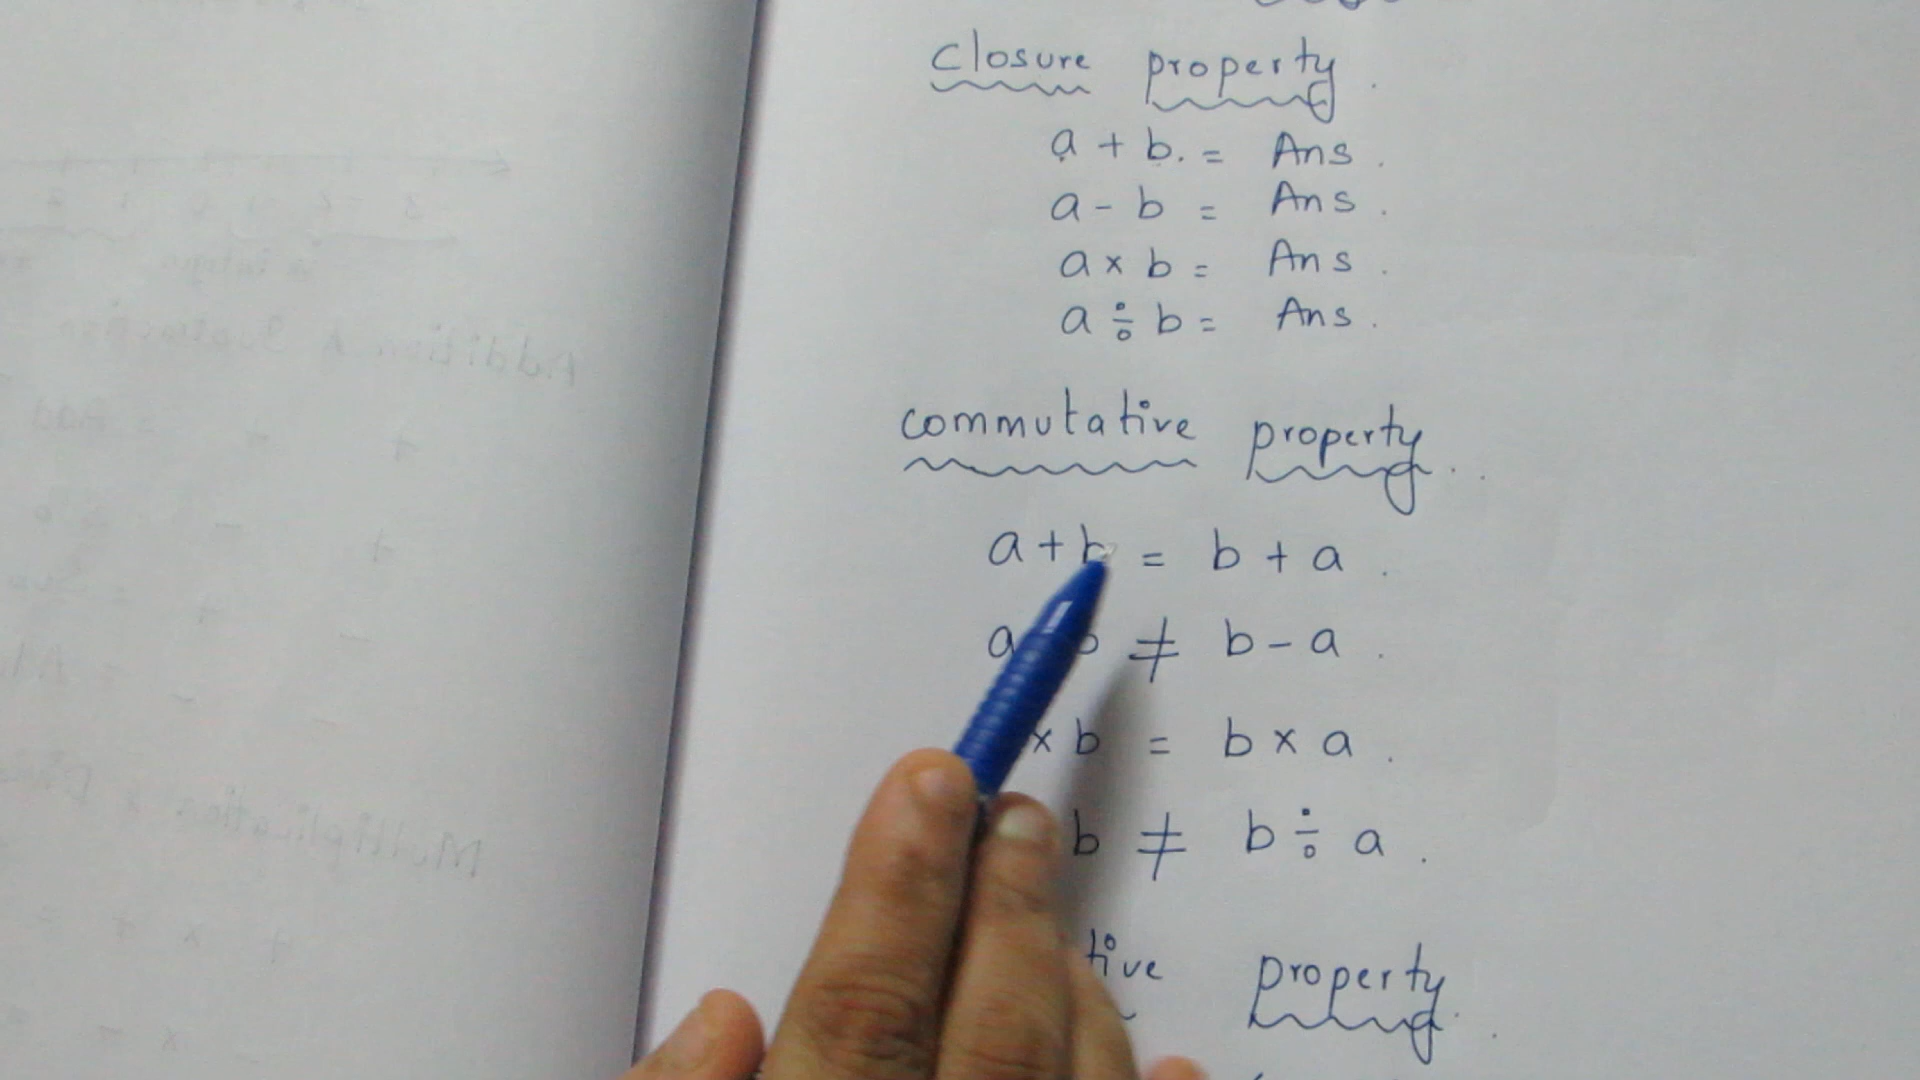 closure property.
a + b. = Ans.
a - b = Ans.
a × b = Ans.
a ÷ b = Ans.
commutative property.
a + b = b + a.
a b ≠ b - a.
× b = b × a.
b ≠ b ÷ a.
tive property.